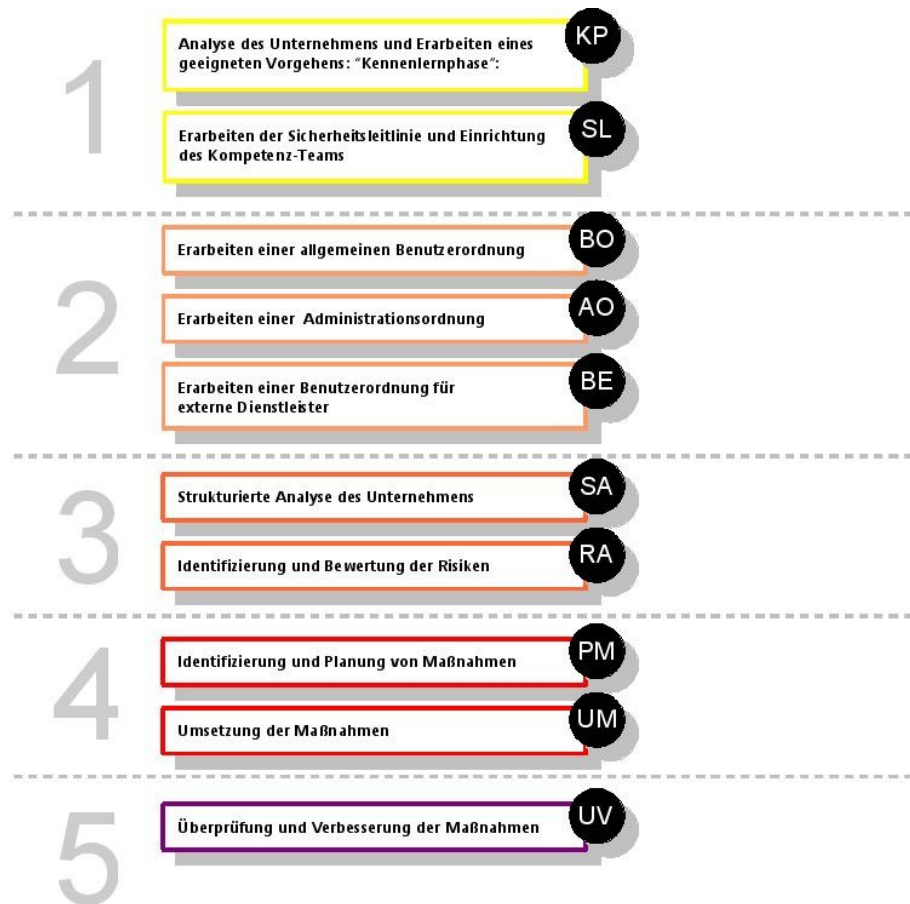 1
KP
Analyse des Unternehmens und Erarbeiten eines
geeigneten Vorgehens: “Kennenlernphase”:
SL
Erarbeiten der Sicherheitsleitlinie und Einrichtung
des Kompetenz-Teams
2
BO
Erarbeiten einer allgemeinen Benutzerordnung
AO
Erarbeiten einer Administrationsordnung
BE
Erarbeiten einer Benutzerordnung für
externe Dienstleister
3
SA
Strukturierte Analyse des Unternehmens
RA
Identifizierung und Bewertung der Risiken
4
PM
Identifizierung und Planung von Maßnahmen
UM
Umsetzung der Maßnahmen
5
UV
Überprüfung und Verbesserung der Maßnahmen